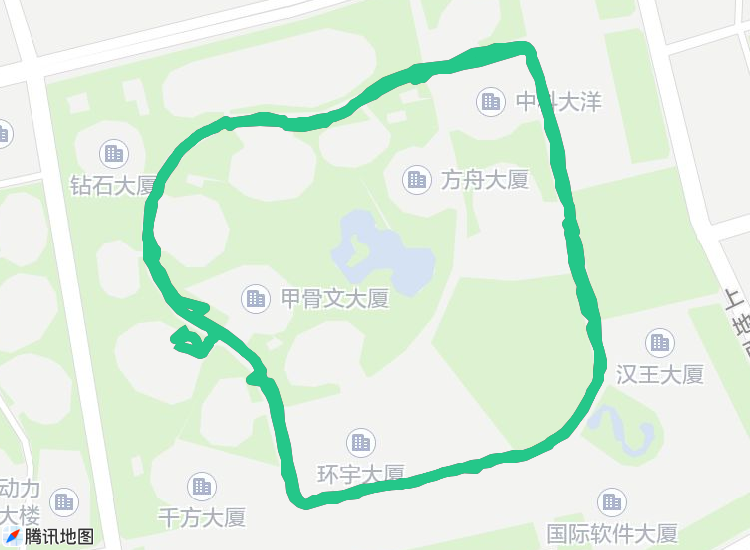 中科大洋
方舟大厦
钻石大厦
甲骨文大厦
上地
汉王大厦
环宇大厦
千方大厦
动力
大楼
国际软件大厦
腾讯地图